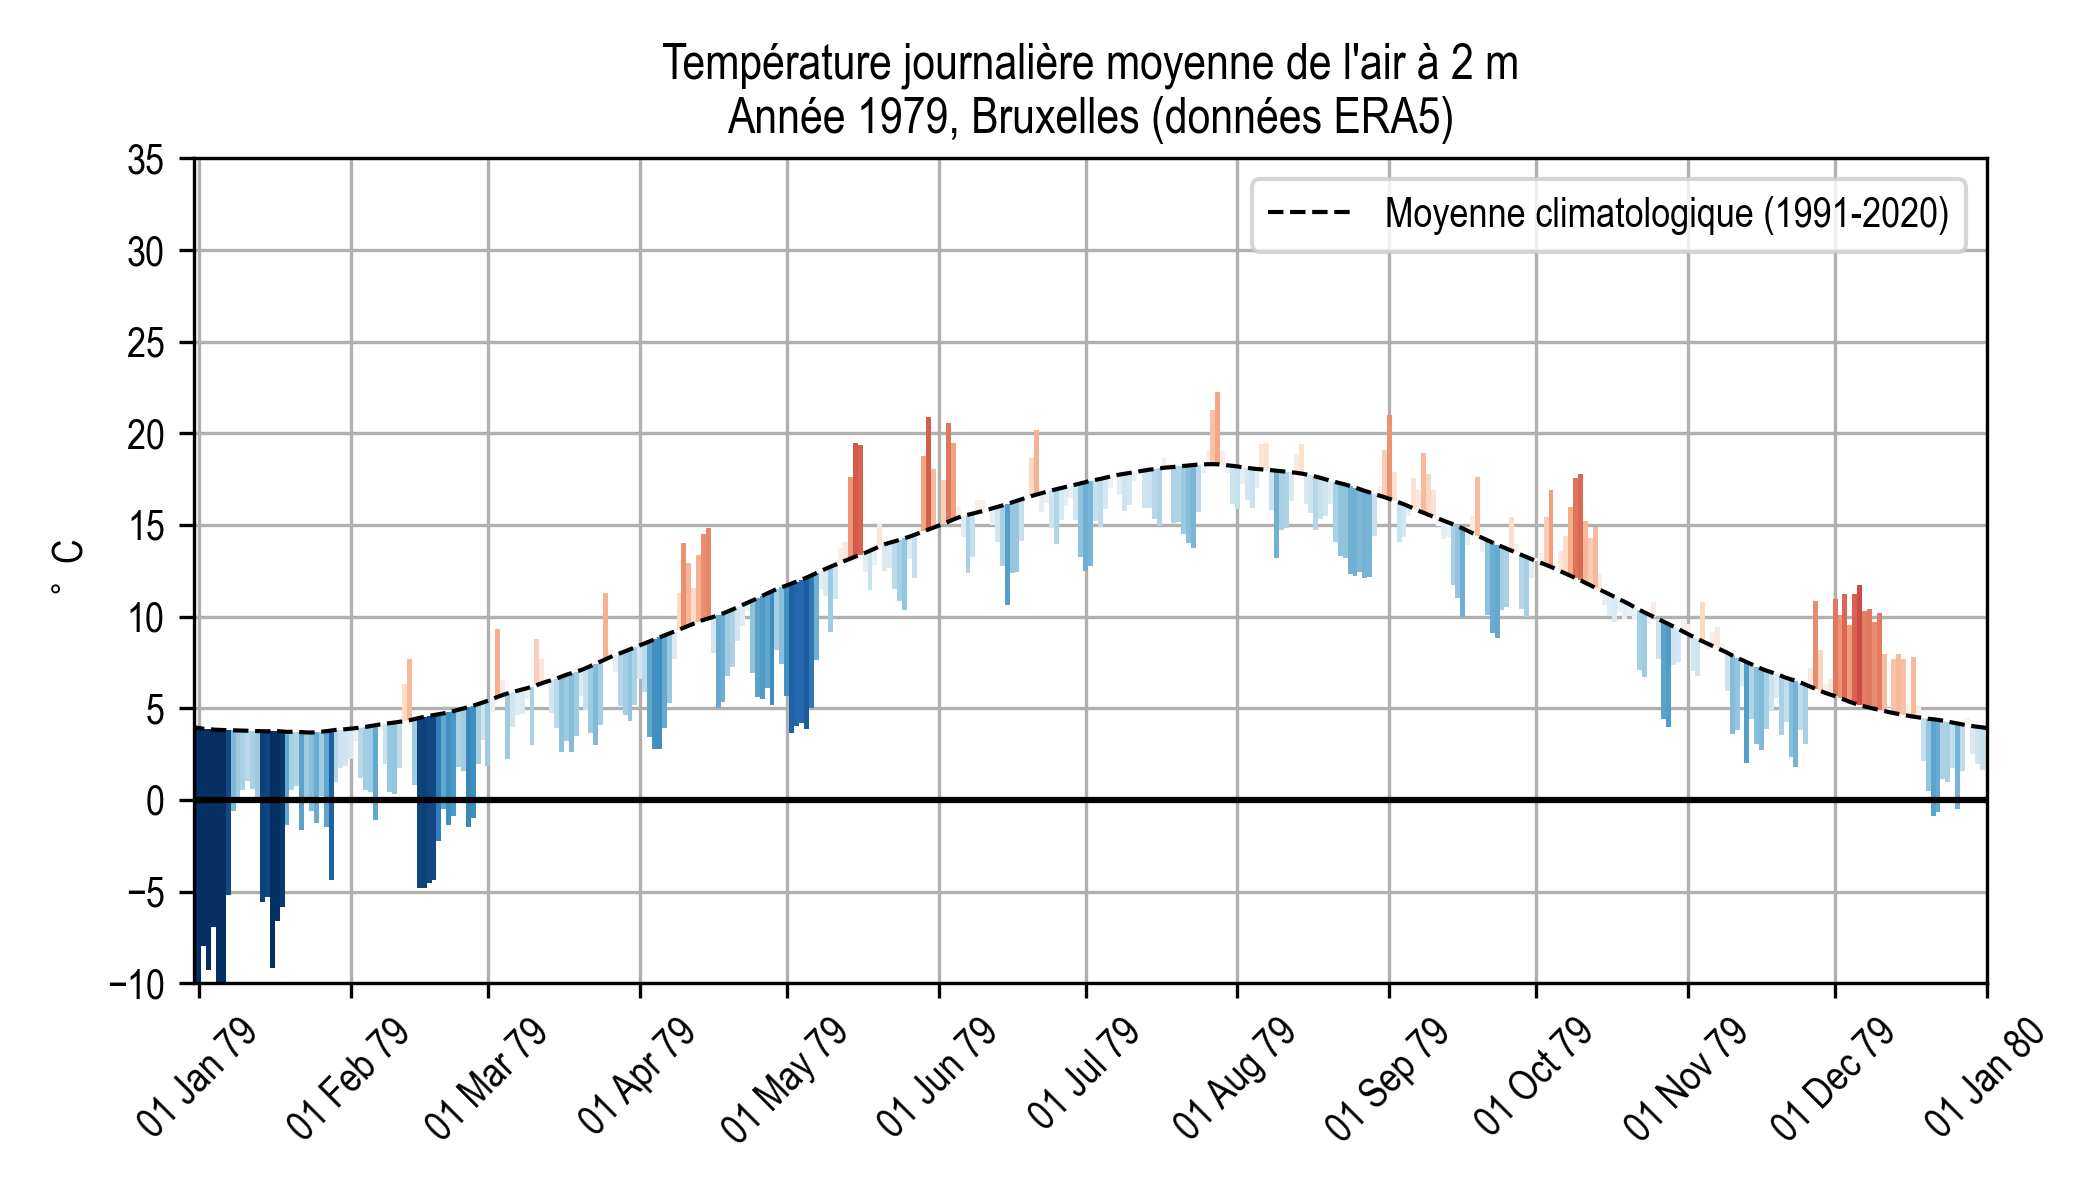 Température journalière moyenne de l'air à 2 m
Année 1979, Bruxelles (données ERA5)
Moyenne climatologique (1991-2020)
° C
35
30
25
20
15
10
5
0
−5
−10
01 Jan 79
01 Feb 79
01 Mar 79
01 Apr 79
01 May 79
01 Jun 79
01 Jul 79
01 Aug 79
01 Sep 79
01 Oct 79
01 Nov 79
01 Dec 79
01 Jan 80